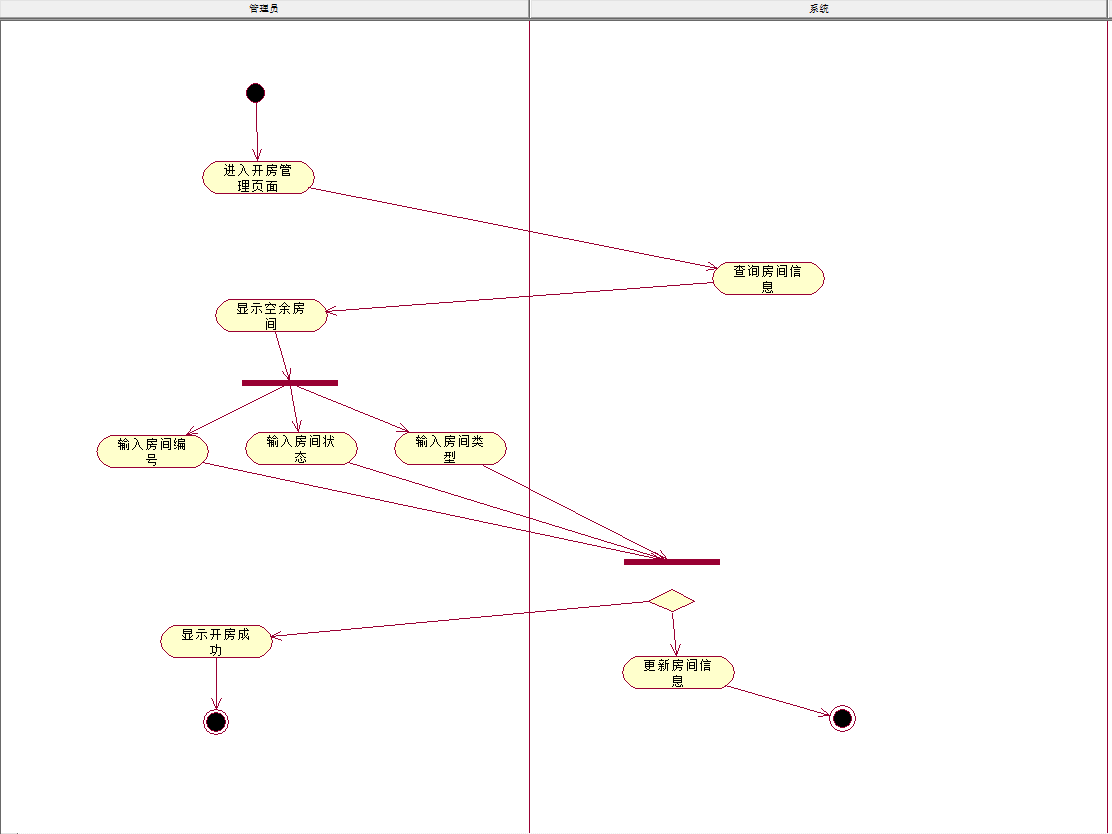 管理员
系统
进入开房管
理页面
查询房间信
息
显示空余房
间
输入房间编
号
输入房间状
态
输入房间类
型
显示开房成
功
更新房间信
息